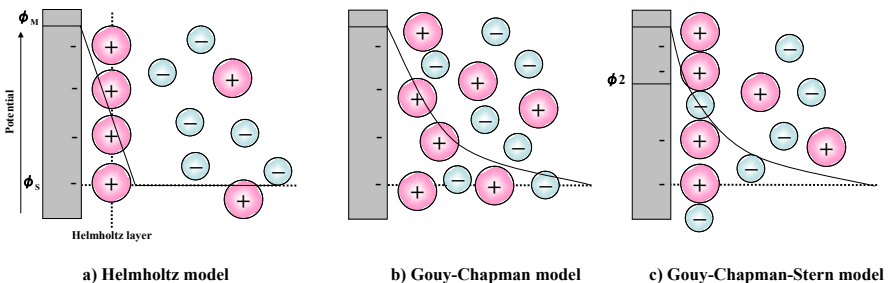 ϕM
Potential
ϕS
Helmholtz layer
a) Helmholtz model
b) Gouy-Chapman model
ϕ2
c) Gouy-Chapman-Stern model